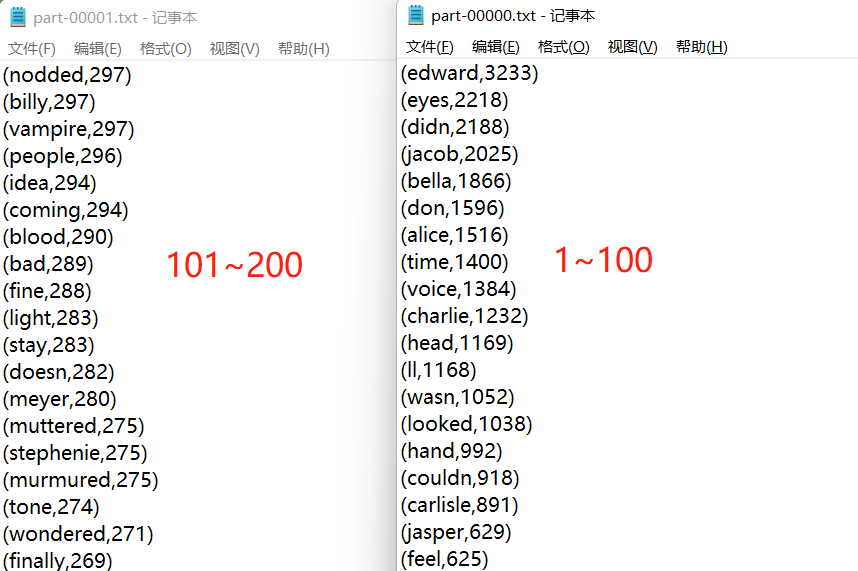 part-00001.txt - 记事本
文件(F) 编辑(E) 格式(O) 视图(V) 帮助(H)
(nodded,297)
(billy,297)
(vampire,297)
(people,296)
(idea,294)
(coming,294)
(blood,290)
(bad,289)
(fine,288)
(light,283)
(stay,283)
(doesn,282)
(meyer,280)
(muttered,275)
(stephenie,275)
(murmured,275)
(tone,274)
(wondered,271)
(finally,269)
101~200
part-00000.txt - 记事本
文件(F) 编辑(E) 格式(O) 视图(V) 帮助(H)
(edward,3233)
(eyes,2218)
(didn,2188)
(jacob,2025)
(bella,1866)
(don,1596)
(alice,1516)
(time,1400)
(voice,1384)
(charlie,1232)
(head,1169)
(ll,1168)
(wasn,1052)
(looked,1038)
(hand,992)
(couldn,918)
(carlisle,891)
(jasper,629)
(feel,625)
1~100